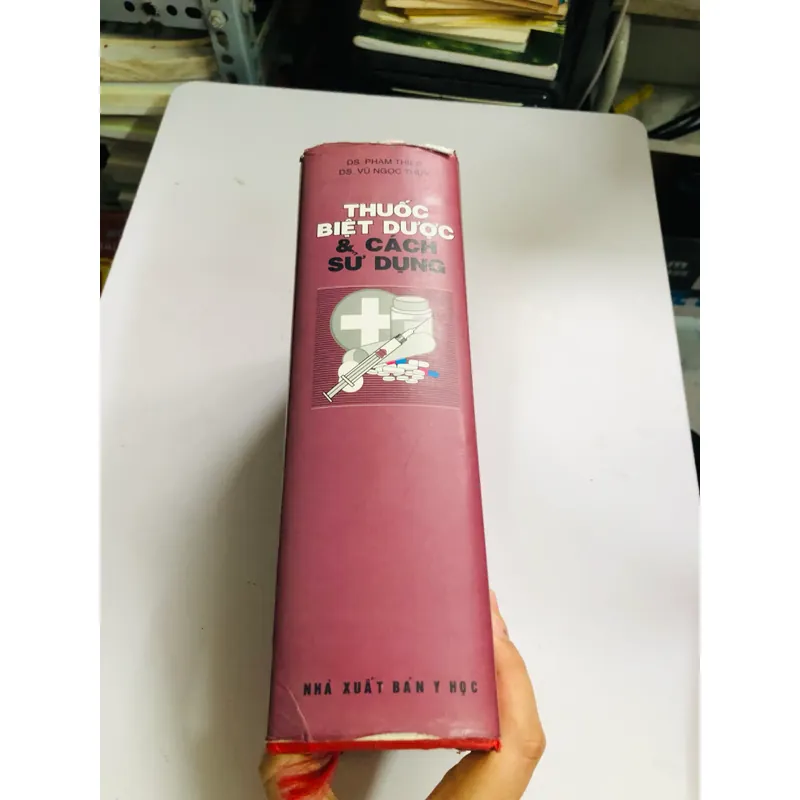 DS. PHẠM THIỆP
DS. VŨ NGỌC THÚY
THUỐC
BIỆT DƯỢC
& CÁCH
SỬ DỤNG
NHÀ XUẤT BẢN Y HỌC